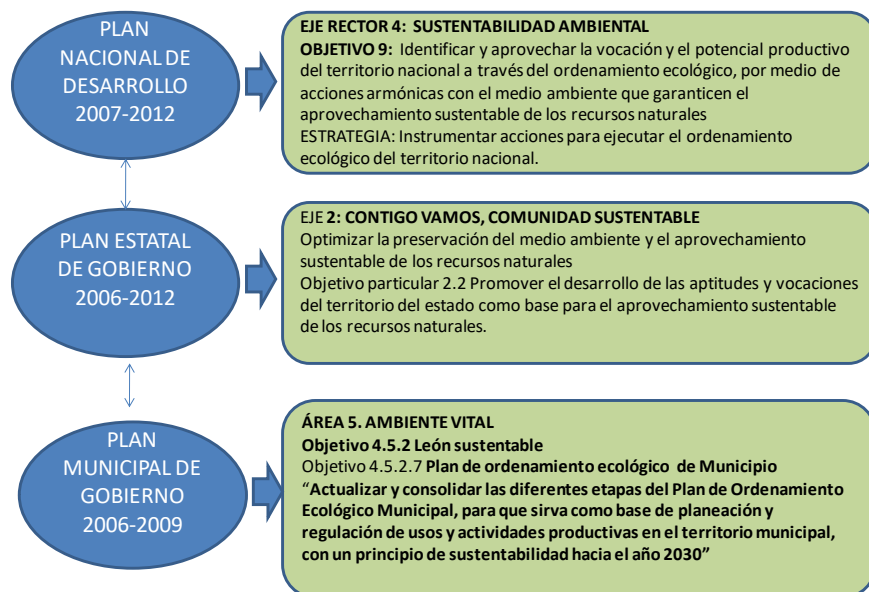 PLAN
NACIONAL DE
DESARROLLO
2007-2012
EJE RECTOR 4: SUSTENTABILIDAD AMBIENTAL
OBJETIVO 9: Identificar y aprovechar la vocación y el potencial productivo
del territorio nacional a través del ordenamiento ecológico, por medio de
acciones armónicas con el medio ambiente que garanticen el
aprovechamiento sustentable de los recursos naturales
ESTRATEGIA: Instrumentar acciones para ejecutar el ordenamiento
ecológico del territorio nacional.
PLAN ESTATAL
DE GOBIERNO
2006-2012
EJE 2: CONTIGO VAMOS, COMUNIDAD SUSTENTABLE
Optimizar la preservación del medio ambiente y el aprovechamiento
sustentable de los recursos naturales
Objetivo particular 2.2 Promover el desarrollo de las aptitudes y vocaciones
del territorio del estado como base para el aprovechamiento sustentable
de los recursos naturales.
PLAN
MUNICIPAL DE
GOBIERNO
2006-2009
ÁREA 5. AMBIENTE VITAL
Objetivo 4.5.2 León sustentable
Objetivo 4.5.2.7 Plan de ordenamiento ecológico de Municipio
“Actualizar y consolidar las diferentes etapas del Plan de Ordenamiento
Ecológico Municipal, para que sirva como base de planeación y
regulación de usos y actividades productivas en el territorio municipal,
con un principio de sustentabilidad hacia el año 2030”